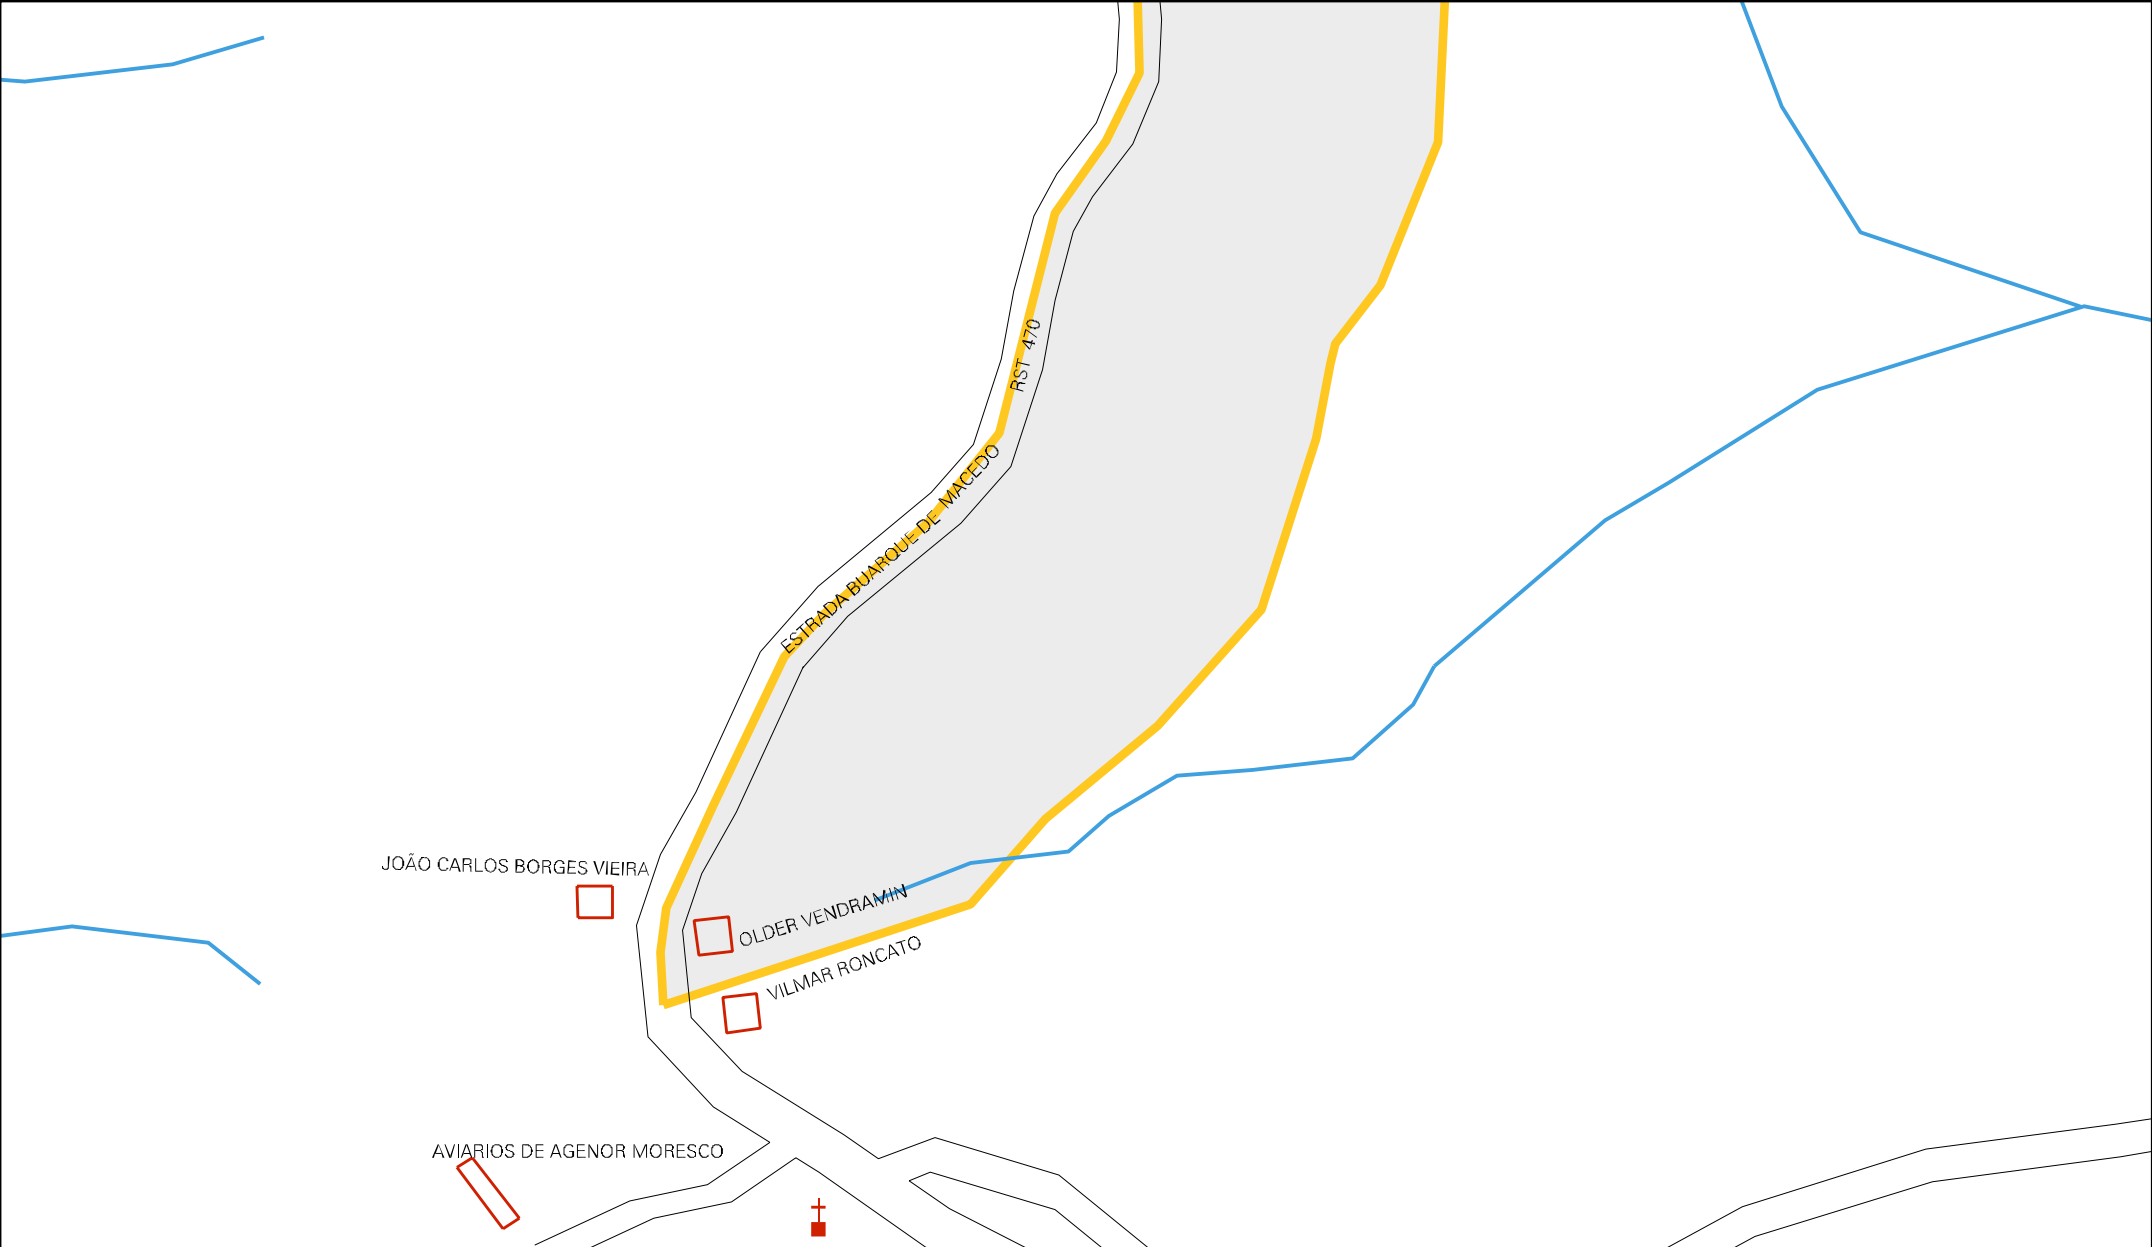 RST 470
ESTRADA BUARQUE DE MACEDO
JOÃO CARLOS BORGES VIEIRA
OLDER VENDRAMIN
VILMAR RONCATO
AVIARIOS DE AGENOR MORESCO